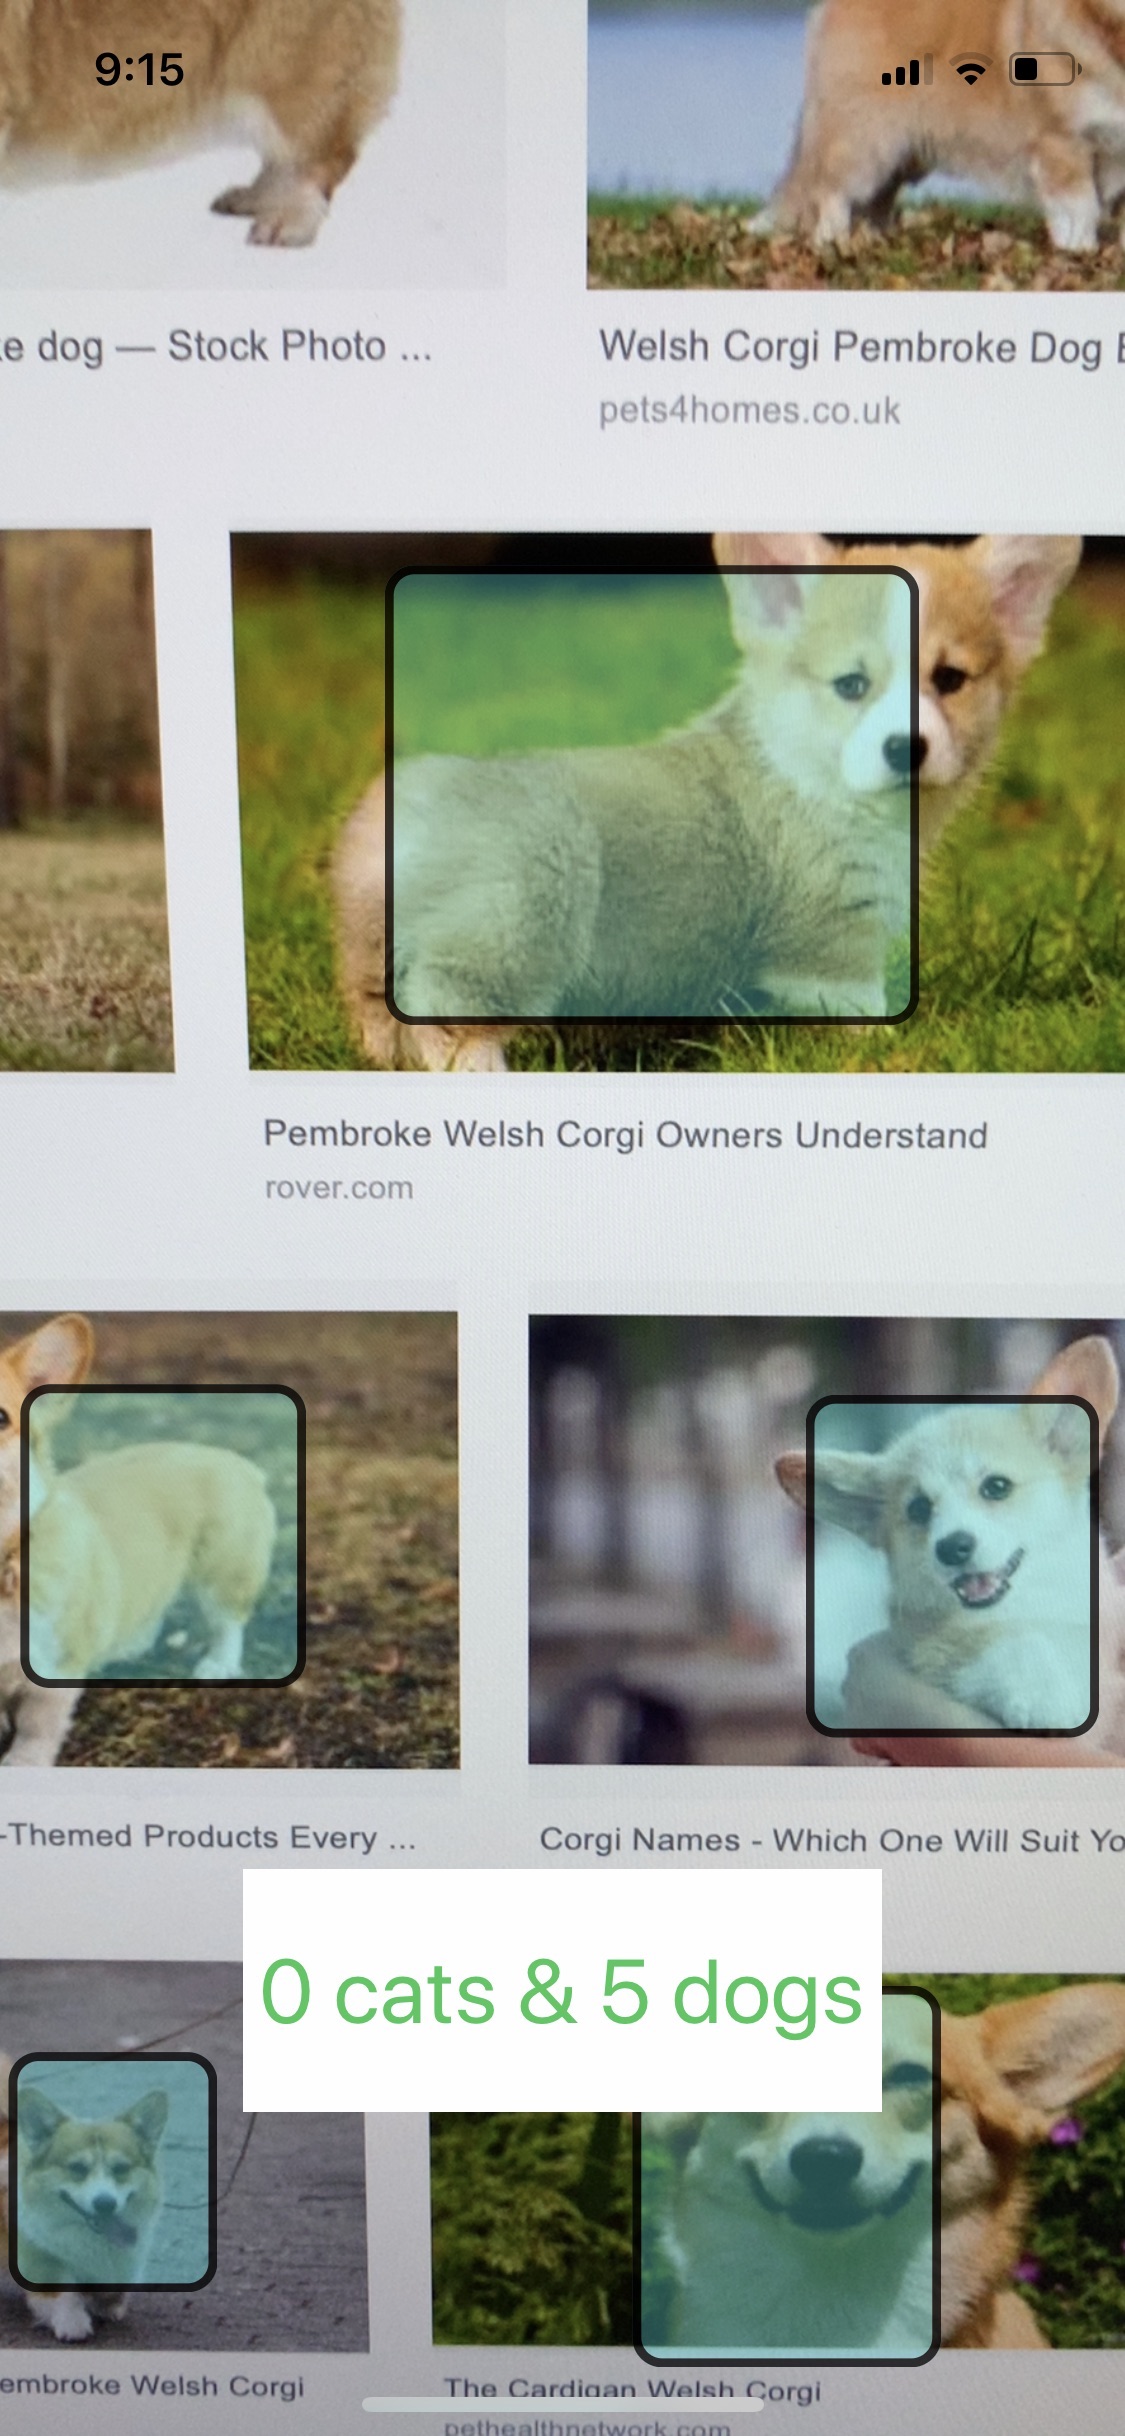 9:15
e dog — Stock Photo ...
Welsh Corgi Pembroke Dog
pets4homes.co.uk
Pembroke Welsh Corgi Owners Understand
rover.com
-Themed Products Every ...
Corgi Names - Which One Will Suit Yo
0 cats & 5 dogs
embroke Welsh Corgi
The Cardigan Welsh Corgi
pethealthnetwork.com